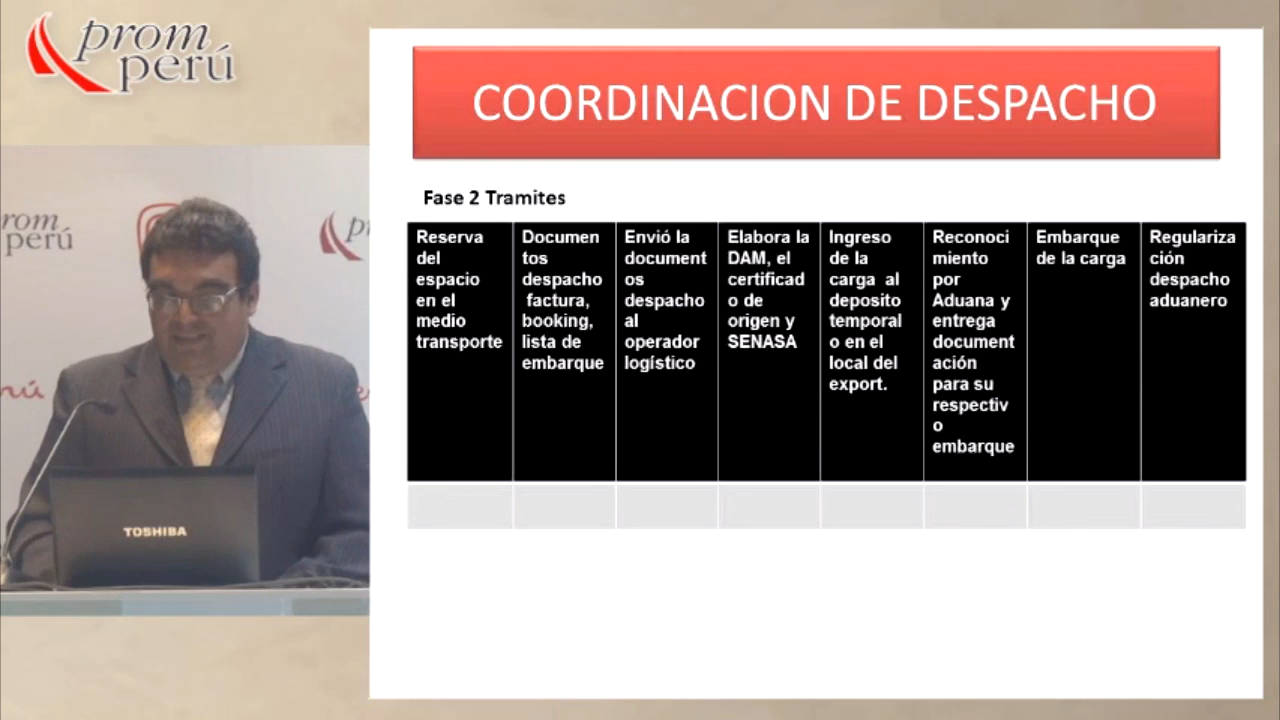 prom
perú
COORDINACION DE DESPACHO
Fase 2 Tramites
Reserva
del
espacio
en el
medio
transporte
Documen
tos
despacho
factura,
booking,
lista de
embarque
Envió la
document
os
despacho
al
operador
logístico
Elabora la
DAM, el
certificad
o de
origen y
SENASA
Ingreso
de la
carga al
deposito
temporal
o en el
local del
export.
Reconoci
miento
por
Aduana y
entrega
document
ación
para su
respectiv
o
embarque
Embarque
de la carga
Regulariza
ción
despacho
aduanero
rom
perú
p
rú
TOSHIBA